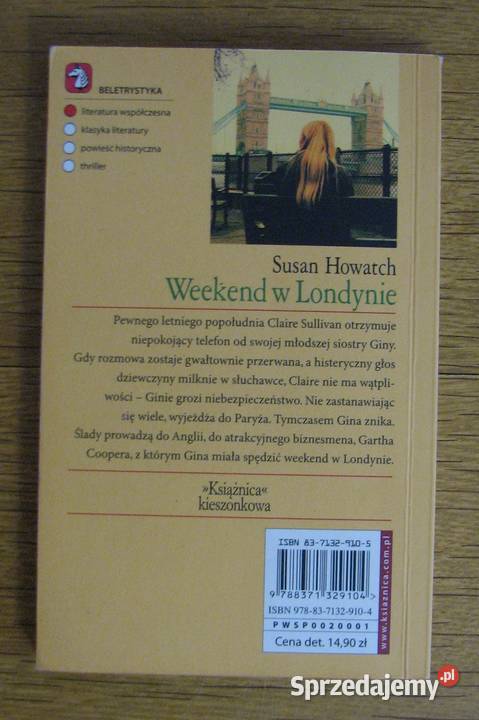 BELETRYSTYKA
literatura współczesna
klasyka literatury
powieść historyczna
thriller
Susan Howatch
Weekend w Londynie
Pewnego letniego popołudnia Claire Sullivan otrzymuje
niepokojący telefon od swojej młodszej siostry Giny.
Gdy rozmowa zostaje gwałtownie przerwana, a histeryczny głos
dziewczyny milknie w słuchawce, Claire nie ma wątpli-
wości – Ginie grozi niebezpieczeństwo. Nie zastanawiając
się wiele, wyjeżdża do Paryża. Tymczasem Gina znika.
Ślady prowadzą do Anglii, do atrakcyjnego biznesmena, Gartha
Coopera, z którym Gina miała spędzić weekend w Londynie.
»Książnica«
kieszonkowa
ISBN 83-7132-910-5
9 788371 329104 >
ISBN 978-83-7132-910-4
PWSP0020001
Cena det. 14,90 zł
www.ksiaznica.com.pl
Sprzedajemy.pl